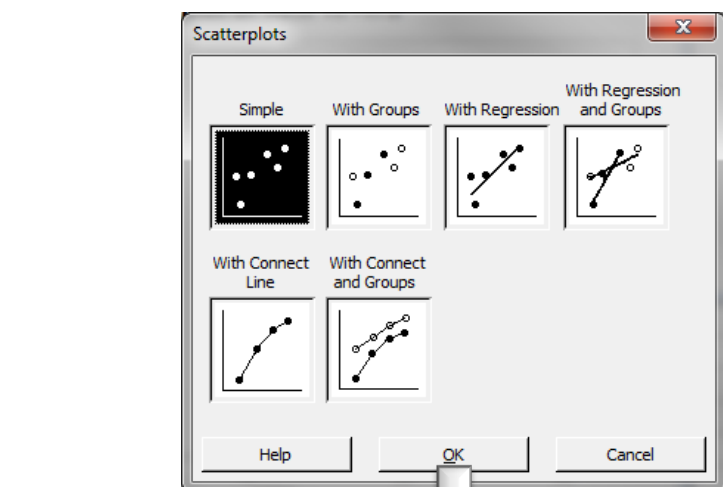 Scatterplots
X
Simple
With Groups
With Regression
With Regression
and Groups
With Connect
Line
With Connect
and Groups
Help
OK
Cancel